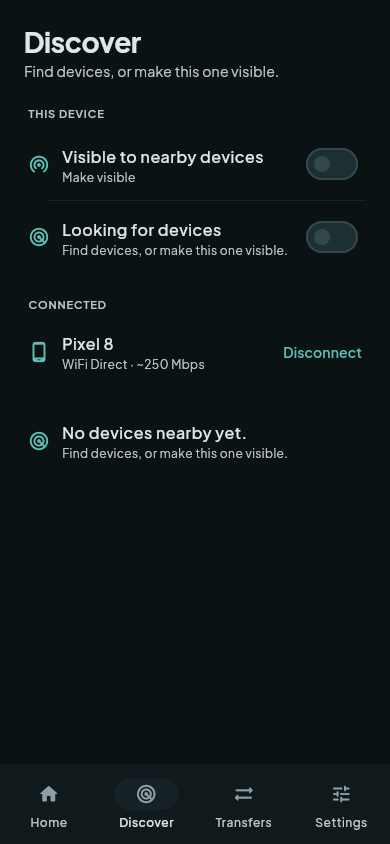 Discover
Find devices, or make this one visible.
THIS DEVICE
Visible to nearby devices
Make visible
Looking for devices
Find devices, or make this one visible.
CONNECTED
Pixel 8
WiFi Direct · ~250 Mbps
Disconnect
No devices nearby yet.
Find devices, or make this one visible.
Home
Discover
Transfers
Settings